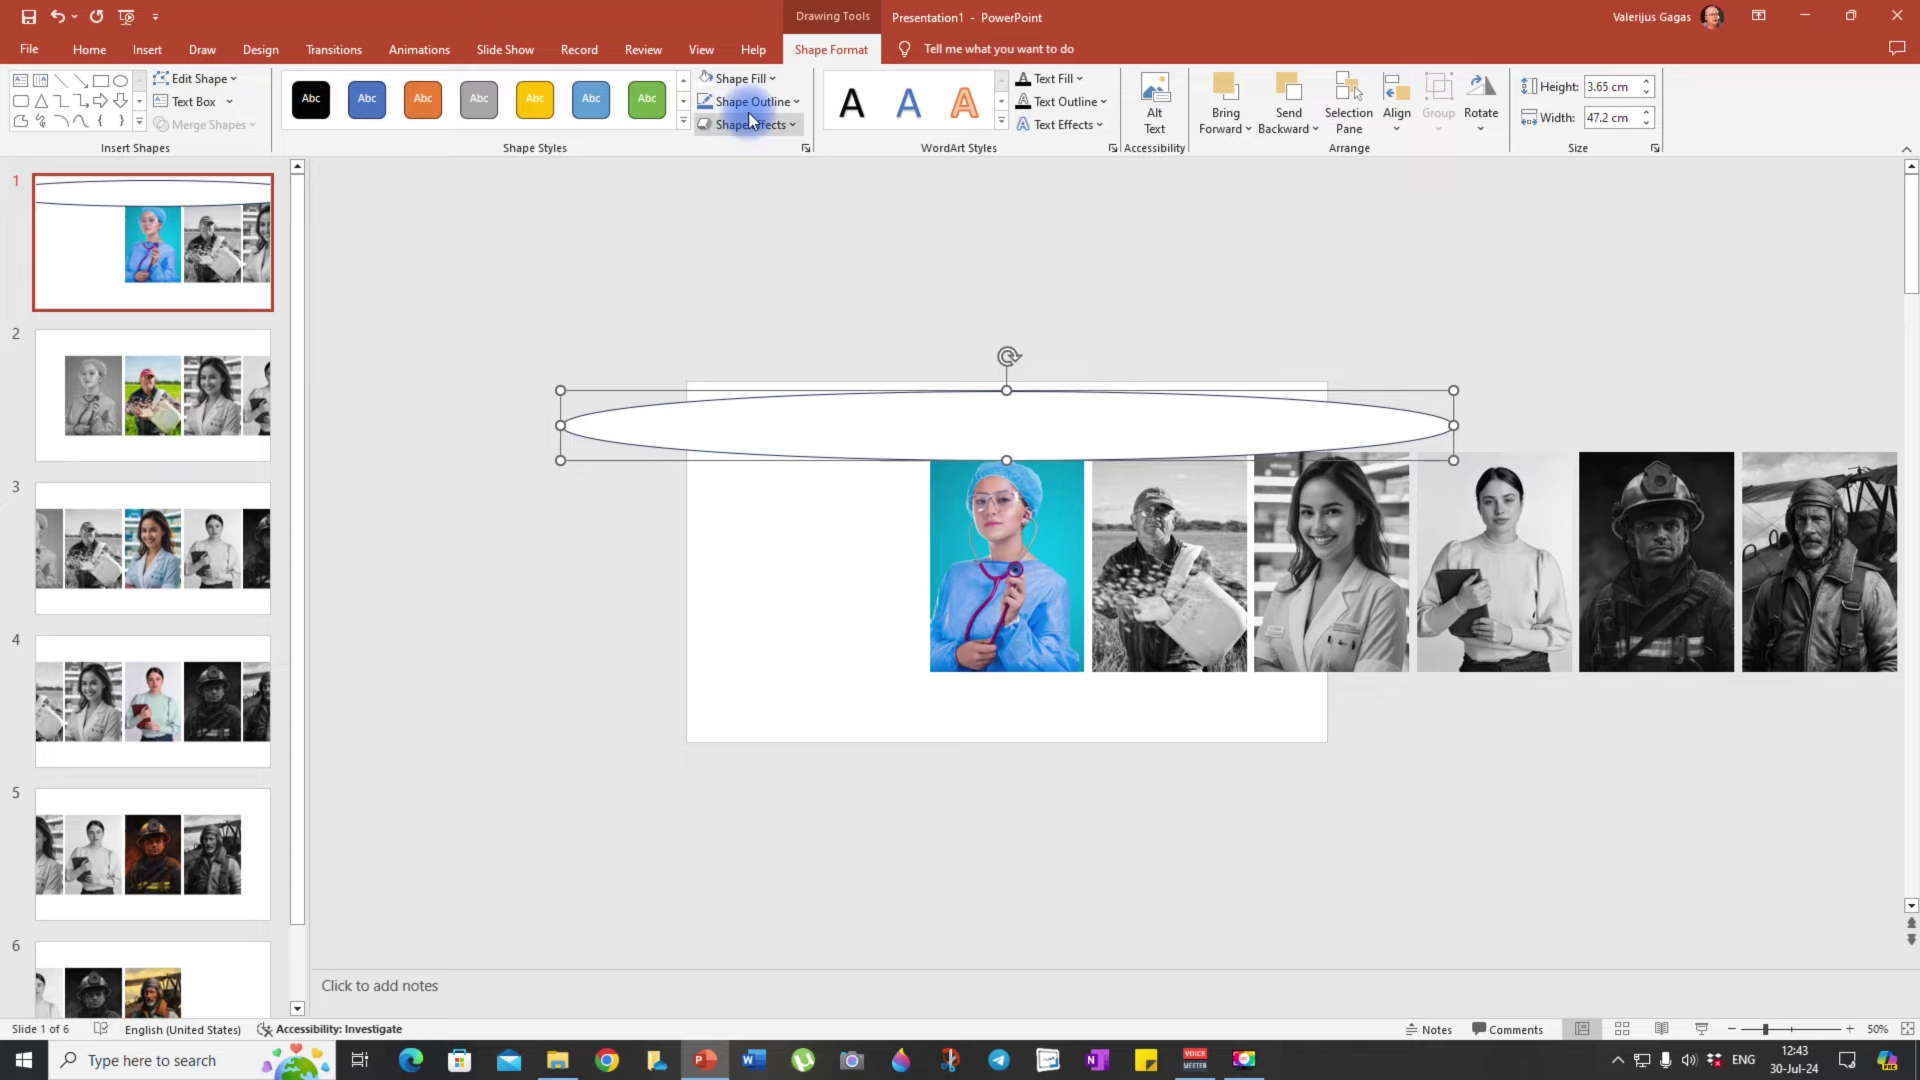 Drawing Tools
Presentation1 - PowerPoint
Valerijus Gagas
File
Home
Insert
Draw
Design
Transitions
Animations
Slide Show
Record
Review
View
Help
Shape Format
Tell me what you want to do
Edit Shape
Text Box
Merge Shapes
Insert Shapes
Abc
Abc
Abc
Abc
Abc
Abc
Abc
Shape Fill
Shape Outline
Shape Effects
Shape Styles
A
A
A
Text Fill
Text Outline
Text Effects
WordArt Styles
Alt
Text
Accessibility
Bring
Forward
Send
Backward
Selection
Pane
Align
Group
Rotate
Arrange
Height:
3.65 cm
Width:
47.2 cm
Size
1
2
3
4
5
6
Click to add notes
Slide 1 of 6
English (United States)
Accessibility: Investigate
Notes
Comments
50%
Type here to search
VOICE
MEETER
ENG
12:43
30-Jul-24